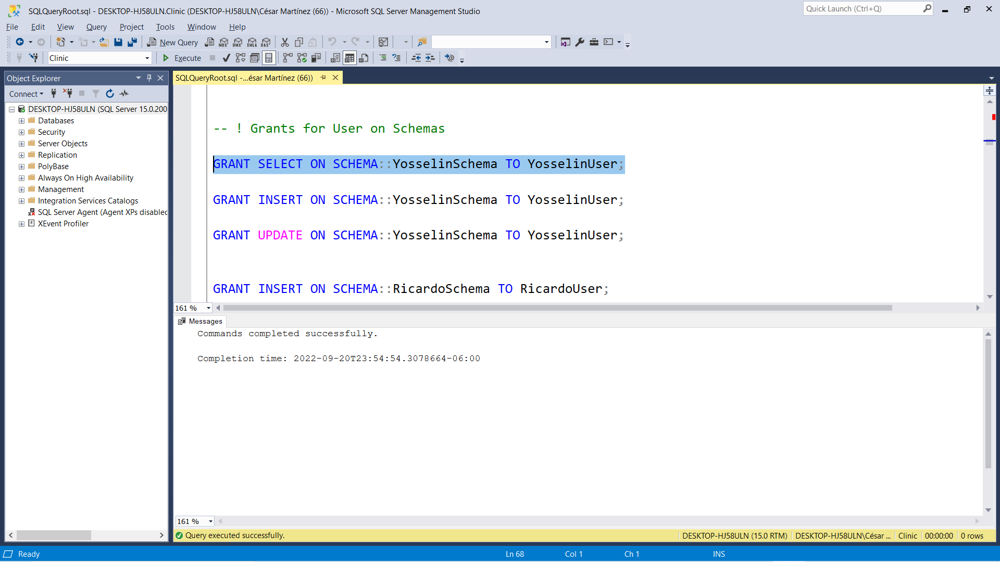 SQLQueryRoot.sql - DESKTOP-HJ58ULN.Clinic (DESKTOP-HJ58ULN\César Martínez (66)) - Microsoft SQL Server Management Studio
Quick Launch (Ctrl+Q)
File Edit View Query Project Tools Window Help
New Query MDX DMX XMLA DAX
Clinic Execute
Object Explorer
SQLQueryRoot.sql -...ésar Martínez (66))
Connect
DESKTOP-HJ58ULN (SQL Server 15.0.200
Databases
Security
Server Objects
Replication
PolyBase
Always On High Availability
Management
Integration Services Catalogs
SQL Server Agent (Agent XPs disabled
XEvent Profiler
-- ! Grants for User on Schemas
GRANT SELECT ON SCHEMA::YosselinSchema TO YosselinUser;
GRANT INSERT ON SCHEMA::YosselinSchema TO YosselinUser;
GRANT UPDATE ON SCHEMA::YosselinSchema TO YosselinUser;
GRANT INSERT ON SCHEMA::RicardoSchema TO RicardoUser;
161 %
Messages
Commands completed successfully.
Completion time: 2022-09-20T23:54:54.3078664-06:00
161 %
Query executed successfully.
DESKTOP-HJ58ULN (15.0 RTM) DESKTOP-HJ58ULN\César ... Clinic 00:00:00 0 rows
Ready Ln 68 Col 1 Ch 1 INS